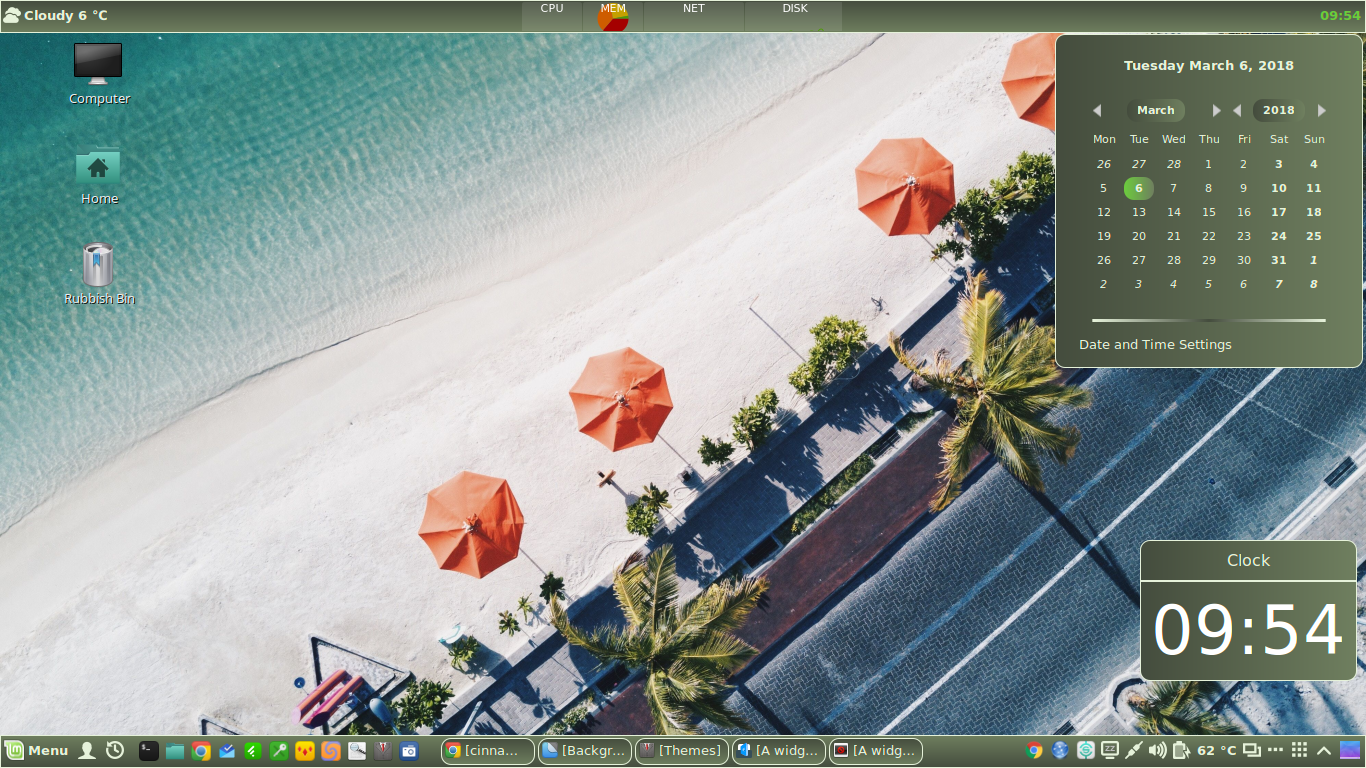 Cloudy 6 °C
CPU MEM NET DISK
09:54
Computer
Home
Rubbish Bin
Tuesday March 6, 2018
March 2018
Mon Tue Wed Thu Fri Sat Sun
26 27 28 1 2 3 4
5 6 7 8 9 10 11
12 13 14 15 16 17 18
19 20 21 22 23 24 25
26 27 28 29 30 31 1
2 3 4 5 6 7 8
Date and Time Settings
Clock
09:54
Menu [cinna... [Backgr... [Themes] [A widg... [A widg... 62 °C